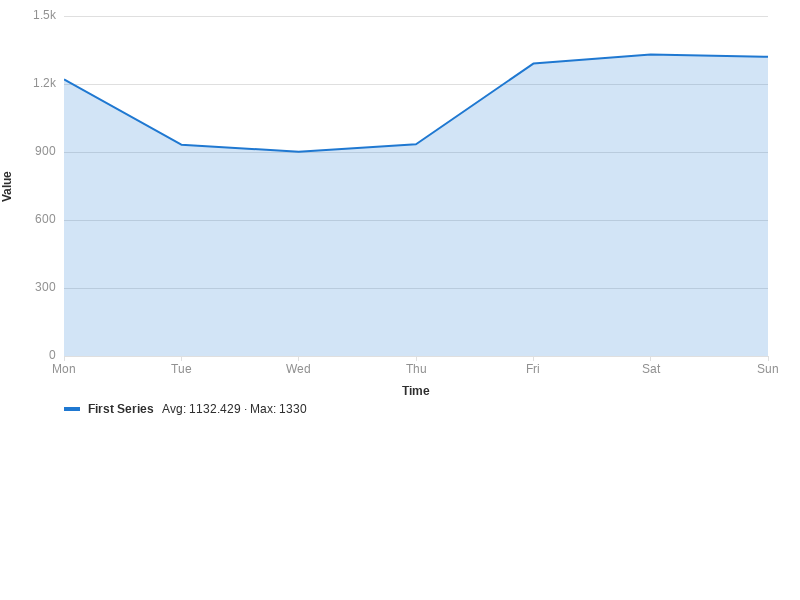 1.5k
1.2k
900
600
300
0
Value
Mon Tue Wed Thu Fri Sat Sun
Time
First Series Avg: 1132.429 · Max: 1330